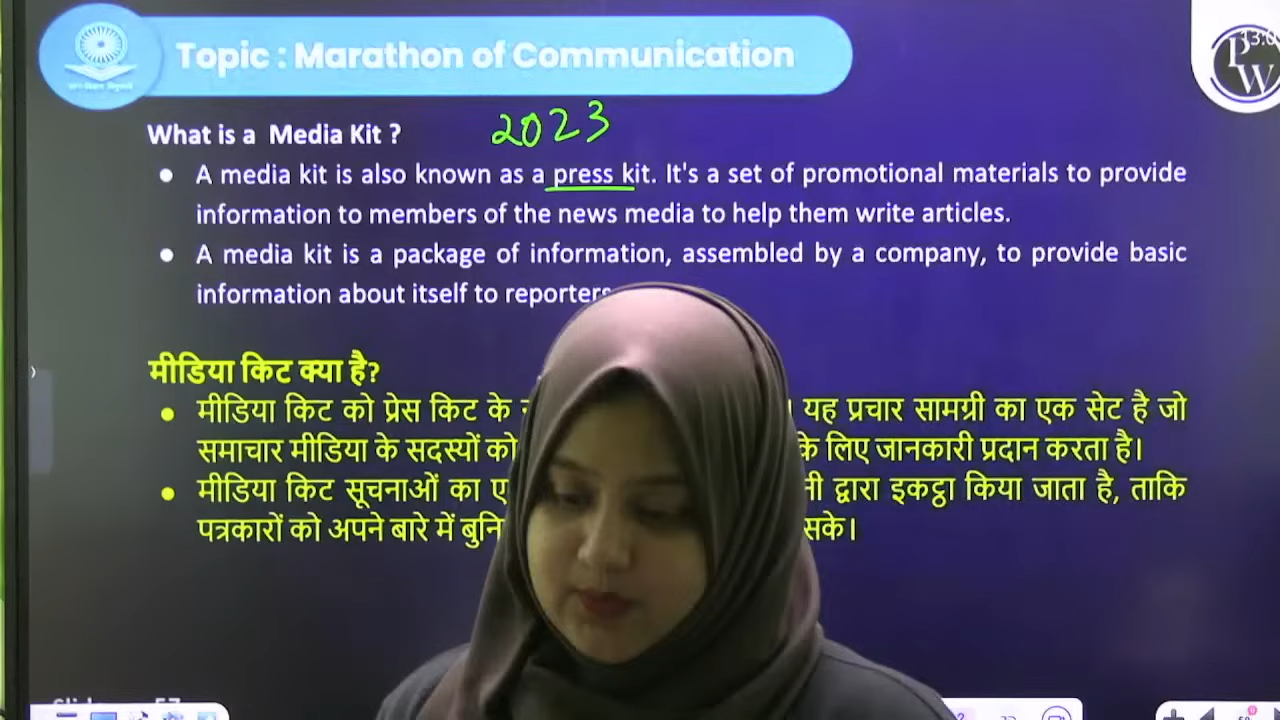 Topic : Marathon of Communication
What is a Media Kit ?
2023
A media kit is also known as a press kit. It's a set of promotional materials to provide
information to members of the news media to help them write articles.
A media kit is a package of information, assembled by a company, to provide basic
information about itself to reporters
मीडिया किट क्या है?
मीडिया किट को प्रेस किट के यह प्रचार सामग्री का एक सेट है जो
समाचार मीडिया के सदस्यों को के लिए जानकारी प्रदान करता है।
मीडिया किट सूचनाओं का द्वारा इकट्ठा किया जाता है, ताकि
पत्रकारों को अपने बारे में सके।
PW